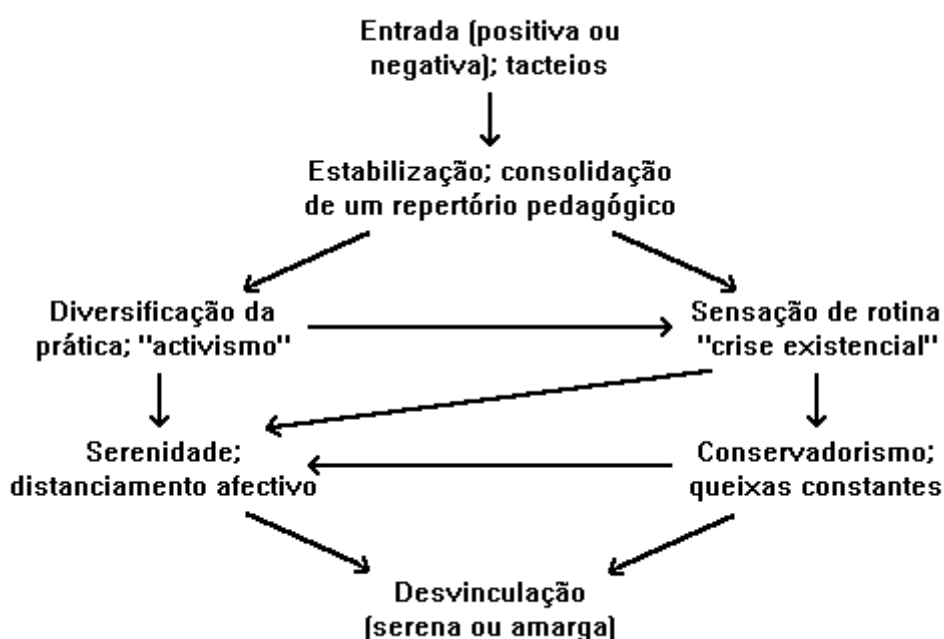 Entrada (positiva ou
negativa); tacteios
Estabilização; consolidação
de um repertório pedagógico
Diversificação da
prática; "activismo"
Sensação de rotina
"crise existencial"
Serenidade;
distanciamento afectivo
Conservadorismo;
queixas constantes
Desvinculação
(serena ou amarga)